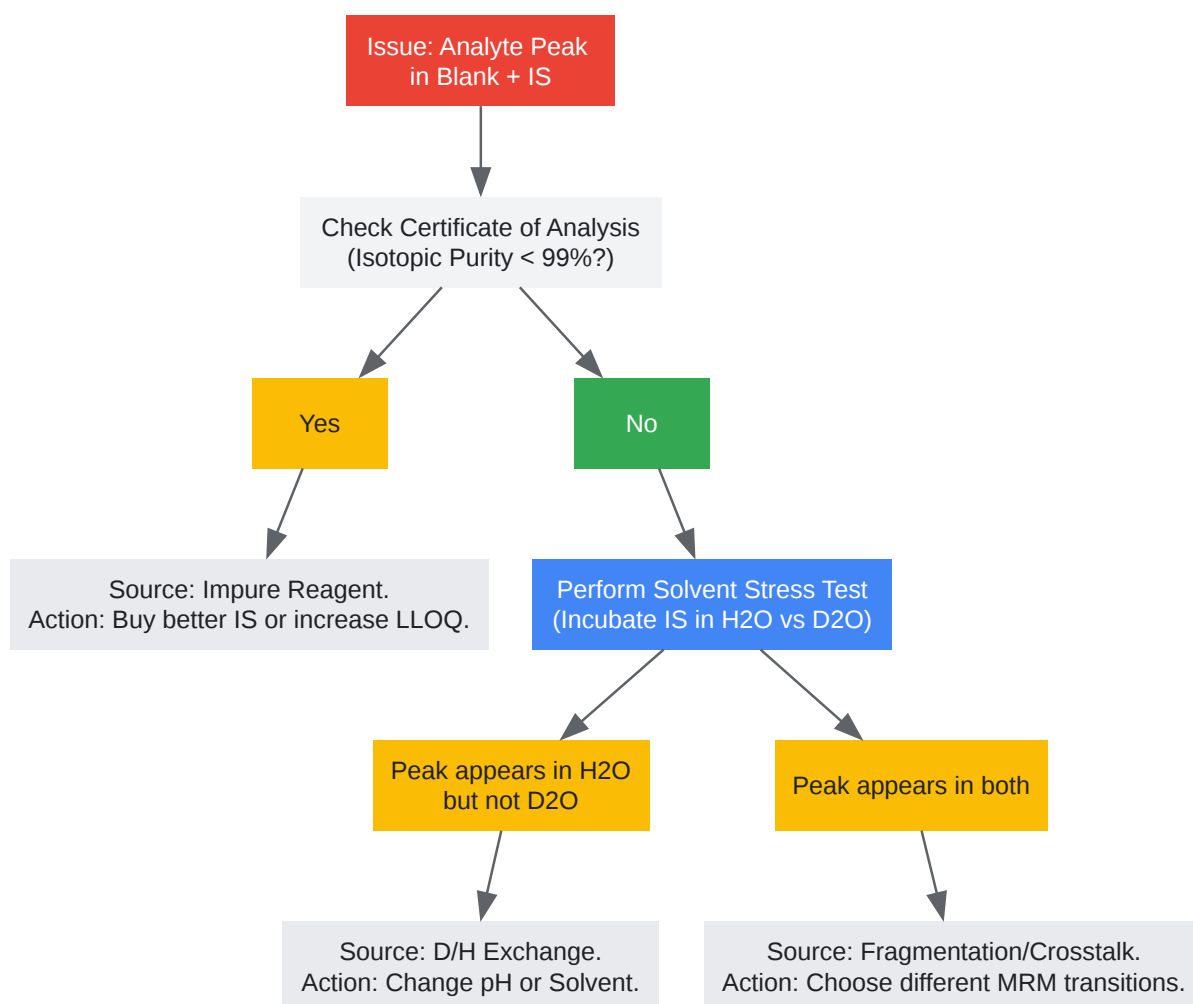 Issue: Analyte Peak
in Blank + IS
Check Certificate of Analysis
(Isotopic Purity < 99%?)
Yes
No
Source: Impure Reagent.
Action: Buy better IS or increase LLOQ.
Perform Solvent Stress Test
(Incubate IS in H2O vs D2O)
Peak appears in H2O
but not D2O
Peak appears in both
Source: D/H Exchange.
Action: Change pH or Solvent.
Source: Fragmentation/Crosstalk.
Action: Choose different MRM transitions.